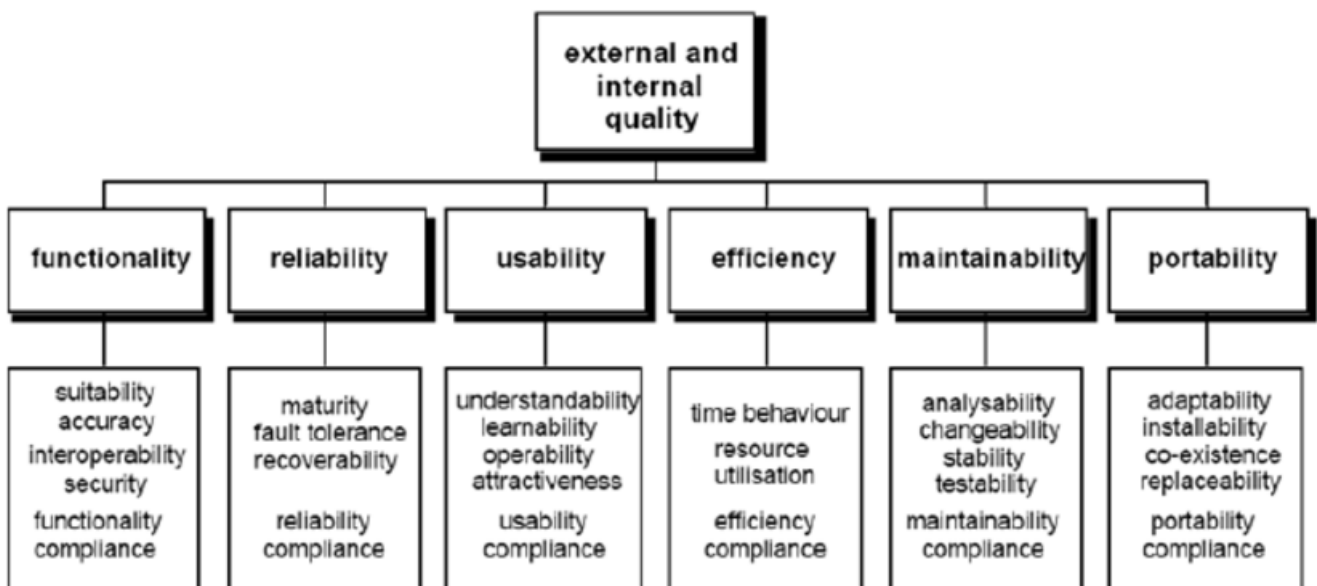 external and
internal
quality
functionality
reliability
usability
efficiency
maintainability
portability
suitability
accuracy
interoperability
security
functionality
compliance
maturity
fault tolerance
recoverability
reliability
compliance
understandability
learnability
operability
attractiveness
usability
compliance
time behaviour
resource
utilisation
efficiency
compliance
analysability
changeability
stability
testability
maintainability
compliance
adaptability
installability
co-existence
replaceability
portability
compliance